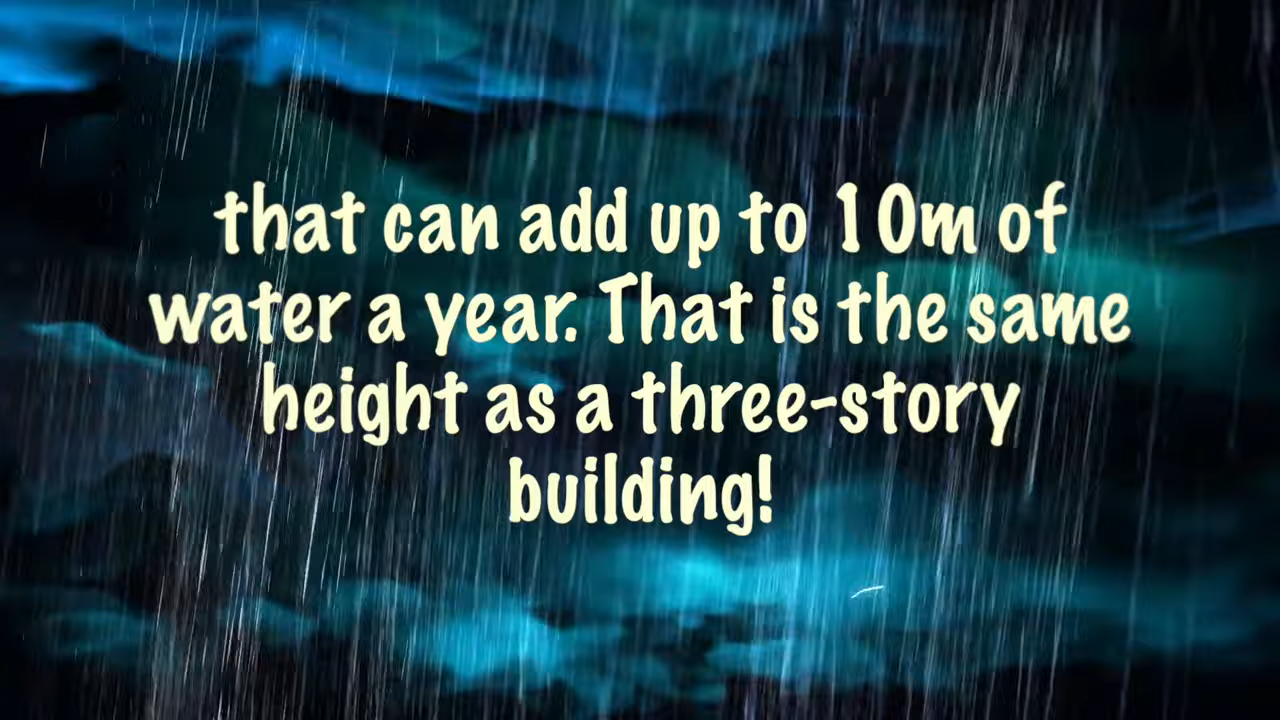 that can add up to 10m of
water a year. That is the same
height as a three-story
building!